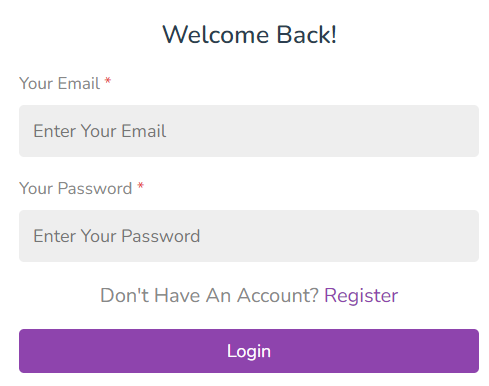 Welcome Back!
Your Email *
Enter Your Email
Your Password *
Enter Your Password
Don't Have An Account? Register
Login